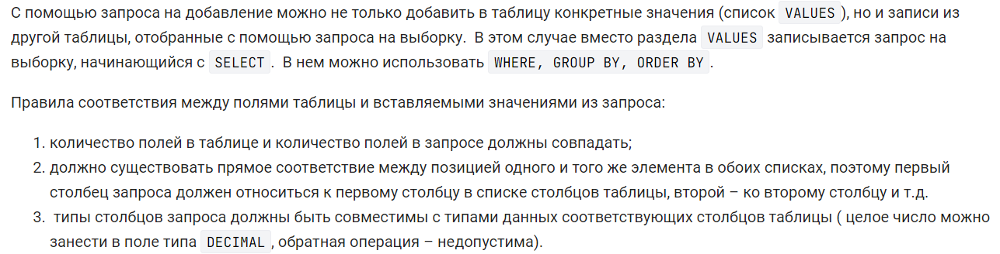 С помощью запроса на добавление можно не только добавить в таблицу конкретные значения (список VALUES), но и записи из
другой таблицы, отобранные с помощью запроса на выборку. В этом случае вместо раздела VALUES записывается запрос на
выборку, начинающийся с SELECT. В нем можно использовать WHERE, GROUP BY, ORDER BY.
Правила соответствия между полями таблицы и вставляемыми значениями из запроса:
1. количество полей в таблице и количество полей в запросе должны совпадать;
2. должно существовать прямое соответствие между позицией одного и того же элемента в обоих списках, поэтому первый
столбец запроса должен относиться к первому столбцу в списке столбцов таблицы, второй – ко второму столбцу и т.д.
3. типы столбцов запроса должны быть совместимы с типами данных соответствующих столбцов таблицы ( целое число можно
занести в поле типа DECIMAL, обратная операция – недопустима).